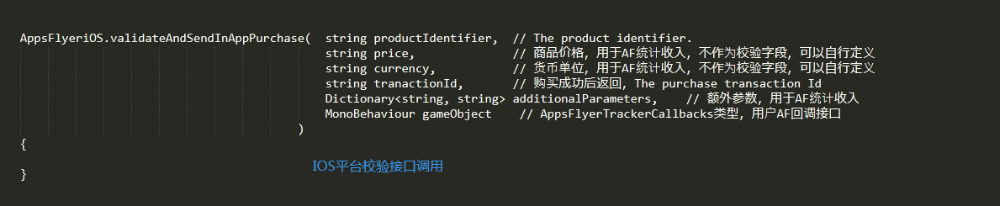 AppsFlyeriOS.validateAndSendInAppPurchase( string productIdentifier, // The product identifier.
string price, // 商品价格, 用于AF统计收入, 不作为校验字段, 可以自行定义
string currency, // 货币单位, 用于AF统计收入, 不作为校验字段, 可以自行定义
string tranactionId, // 购买成功后返回, The purchase transaction Id
Dictionary<string, string> additionalParameters, // 额外参数, 用于AF统计收入
MonoBehaviour gameObject // AppsFlyerTrackerCallbacks类型, 用户AF回调接口
)
{
IOS平台校验接口调用
}